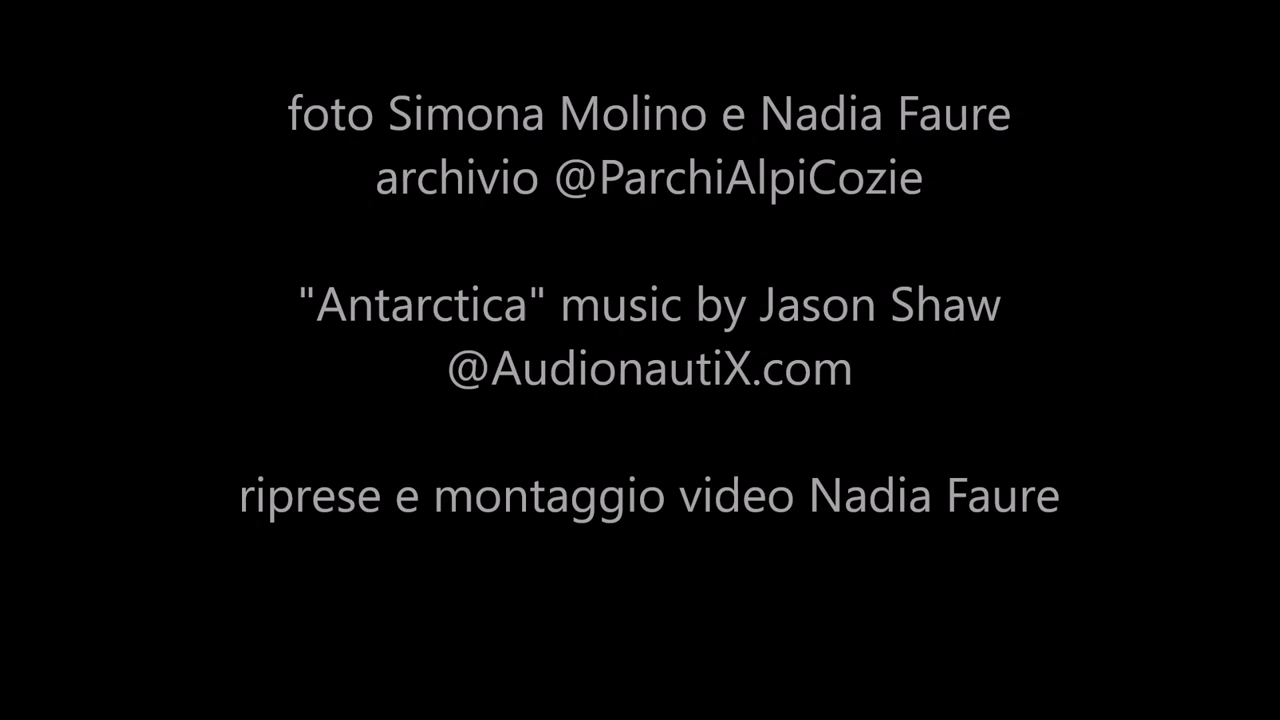 foto Simona Molino e Nadia Faure
archivio @ParchiAlpiCozie
"Antarctica" music by Jason Shaw
@AudionautiX.com
riprese e montaggio video Nadia Faure